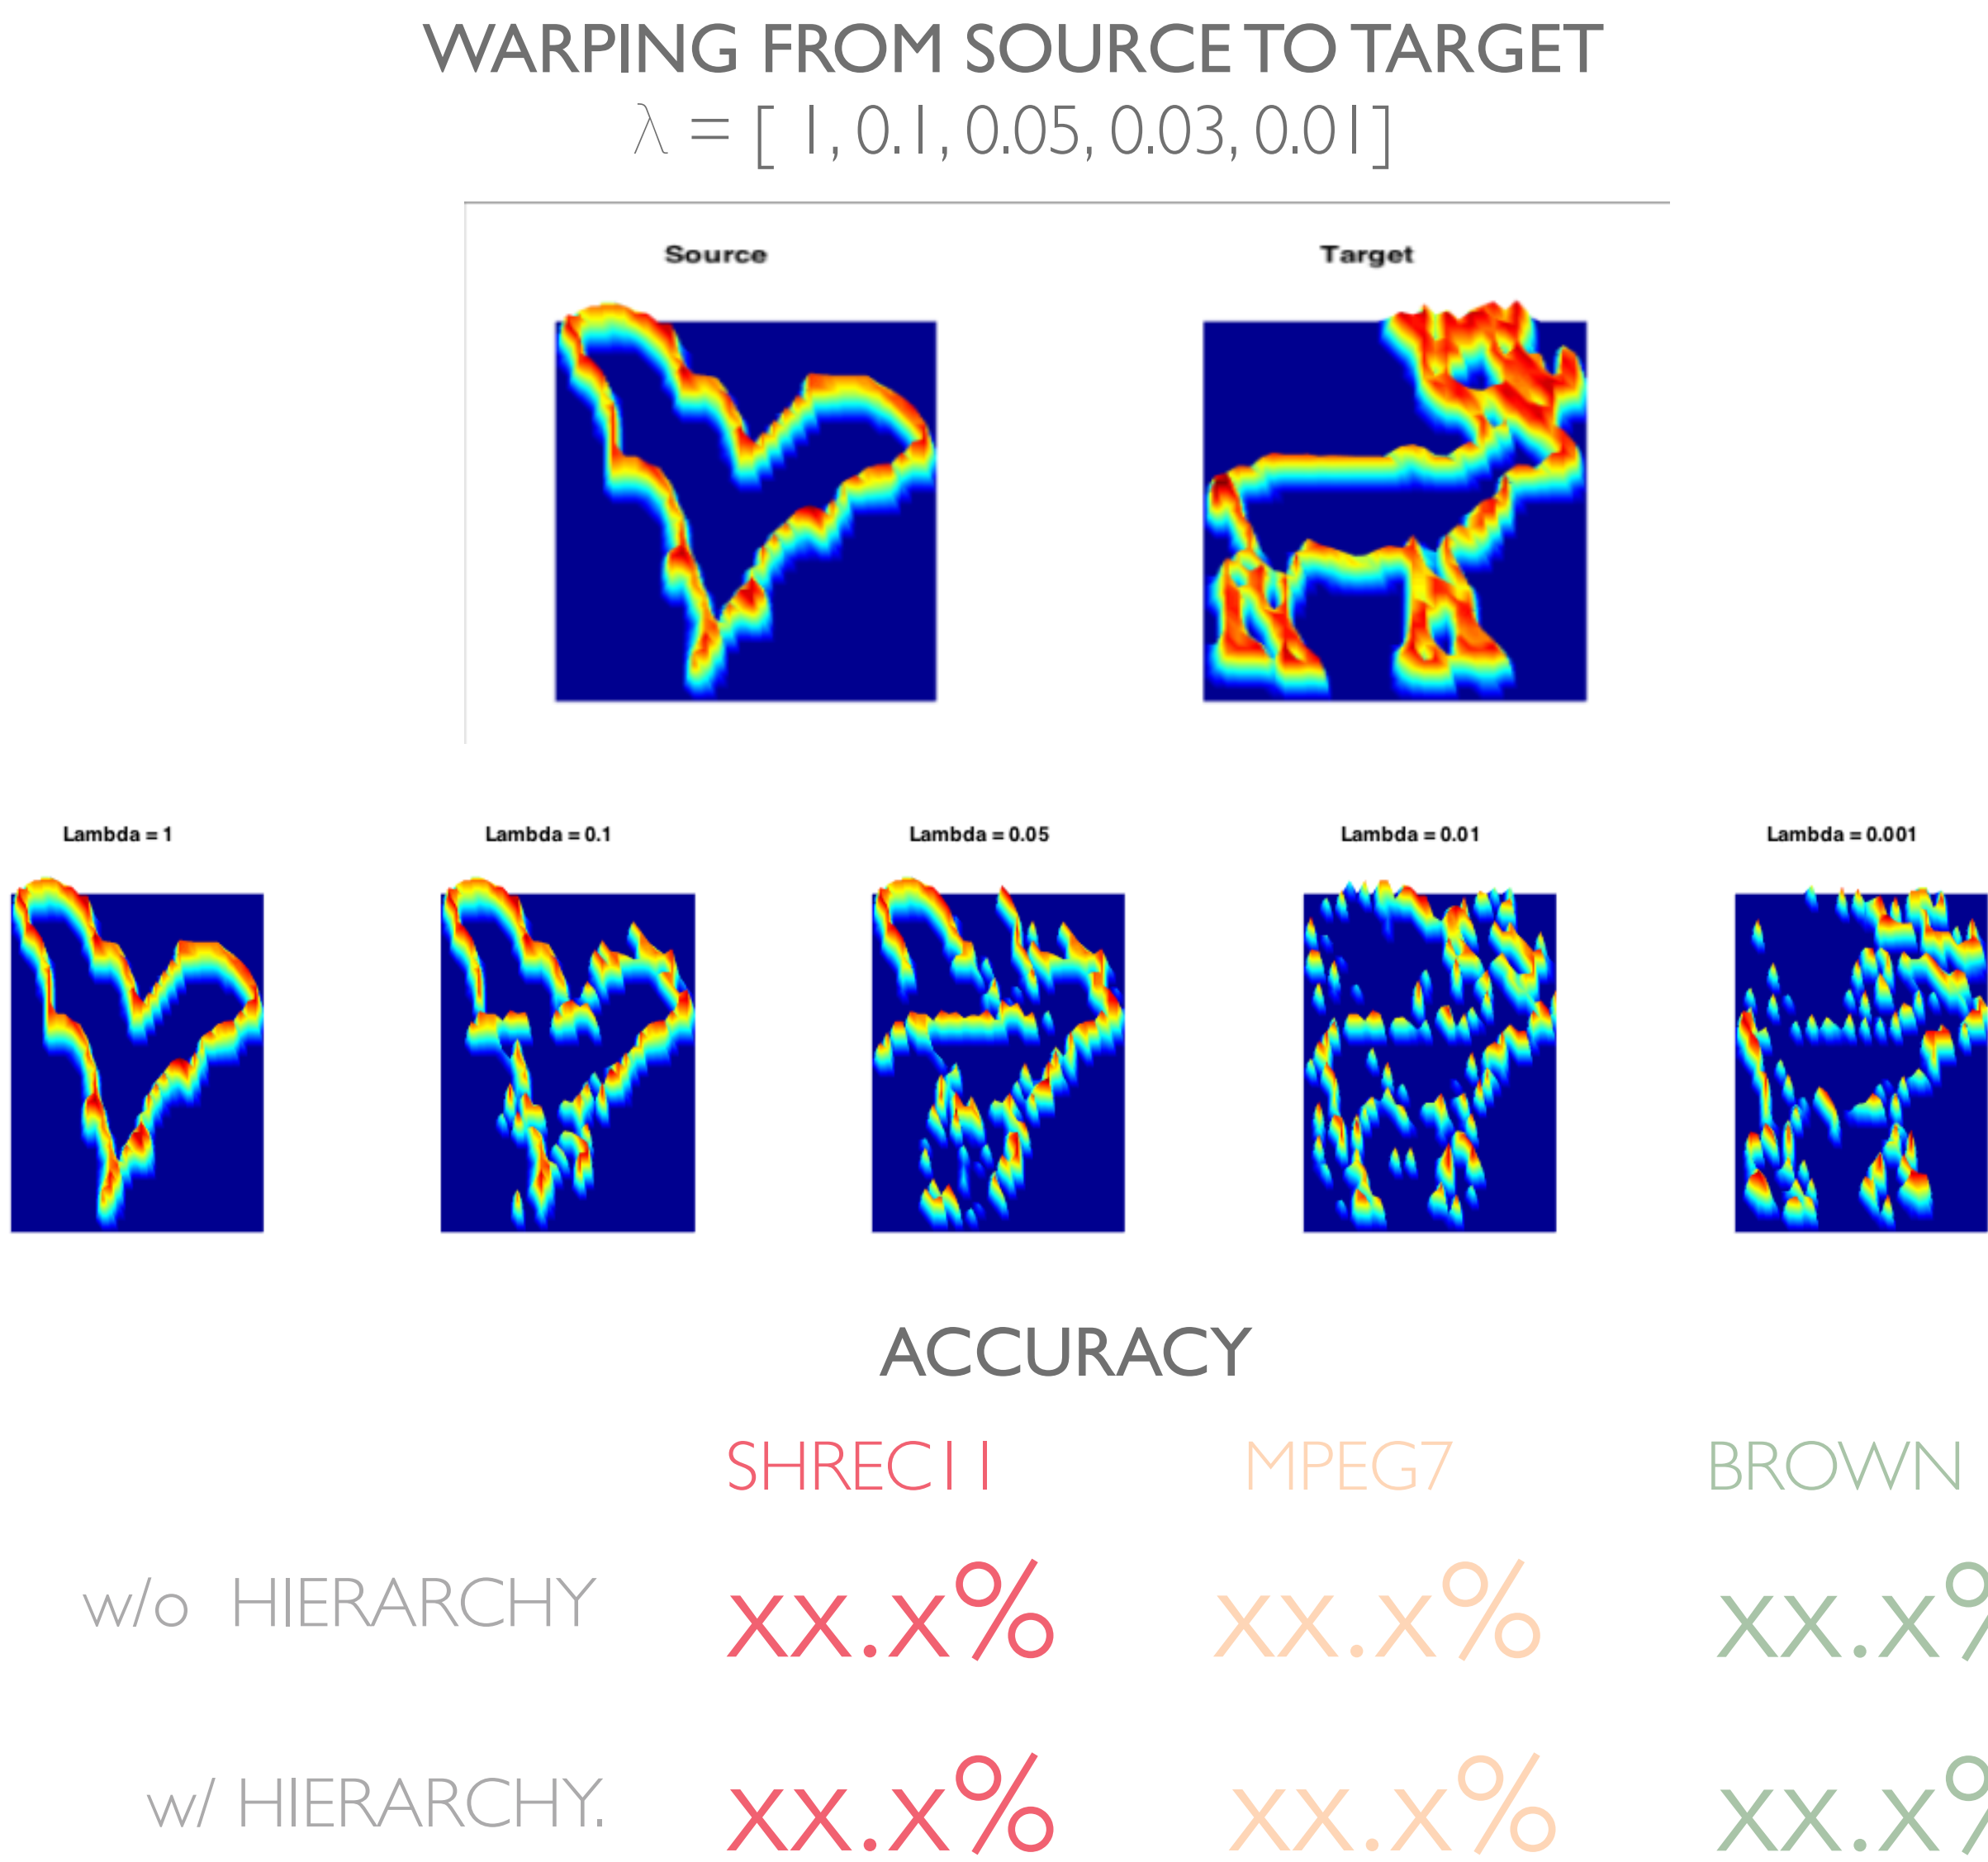 WARPING FROM SOURCE TO TARGET
λ = [ 1, 0.1, 0.05, 0.03, 0.01]
Source Target
Lambda = 1 Lambda = 0.1 Lambda = 0.05 Lambda = 0.01 Lambda = 0.001
ACCURACY
SHREC11 MPEG7 BROWN
w/o HIERARCHY xx.x% xx.x% xx.x%
w/ HIERARCHY. xx.x% xx.x% xx.x%